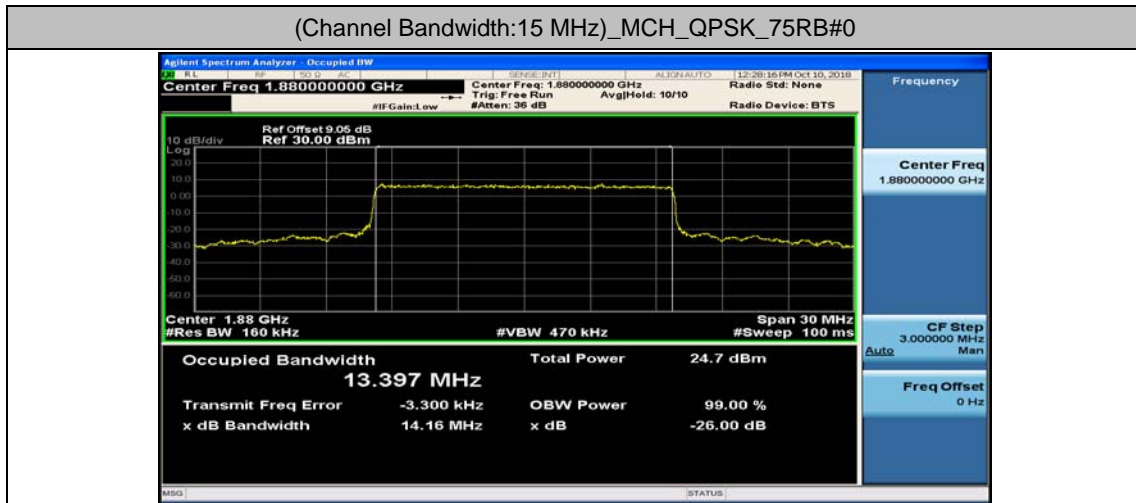 (Channel Bandwidth:15 MHz)_MCH_QPSK_75RB#0
Agilent Spectrum Analyzer - Occupied BW
LXI RL RF 50 Ω AC SENSE:INT ALIGN AUTO 12:28:16 PM Oct 10, 2018
Center Freq 1.880000000 GHz
Center Freq: 1.880000000 GHz
Radio Std: None
Trig: Free Run Avg|Hold: 10/10
#IFGain:Low #Atten: 36 dB Radio Device: BTS
Ref Offset 9.05 dB
10 dB/div Ref 30.00 dBm
Log
20.0
10.0
0.00
-10.0
-20.0
-30.0
-40.0
-50.0
-60.0
Center 1.88 GHz Span 30 MHz
#Res BW 160 kHz #VBW 470 kHz #Sweep 100 ms
Occupied Bandwidth Total Power 24.7 dBm
13.397 MHz
Transmit Freq Error -3.300 kHz OBW Power 99.00 %
x dB Bandwidth 14.16 MHz x dB -26.00 dB
MSG STATUS
Frequency
Center Freq
1.880000000 GHz
CF Step
3.000000 MHz
Auto Man
Freq Offset
0 Hz